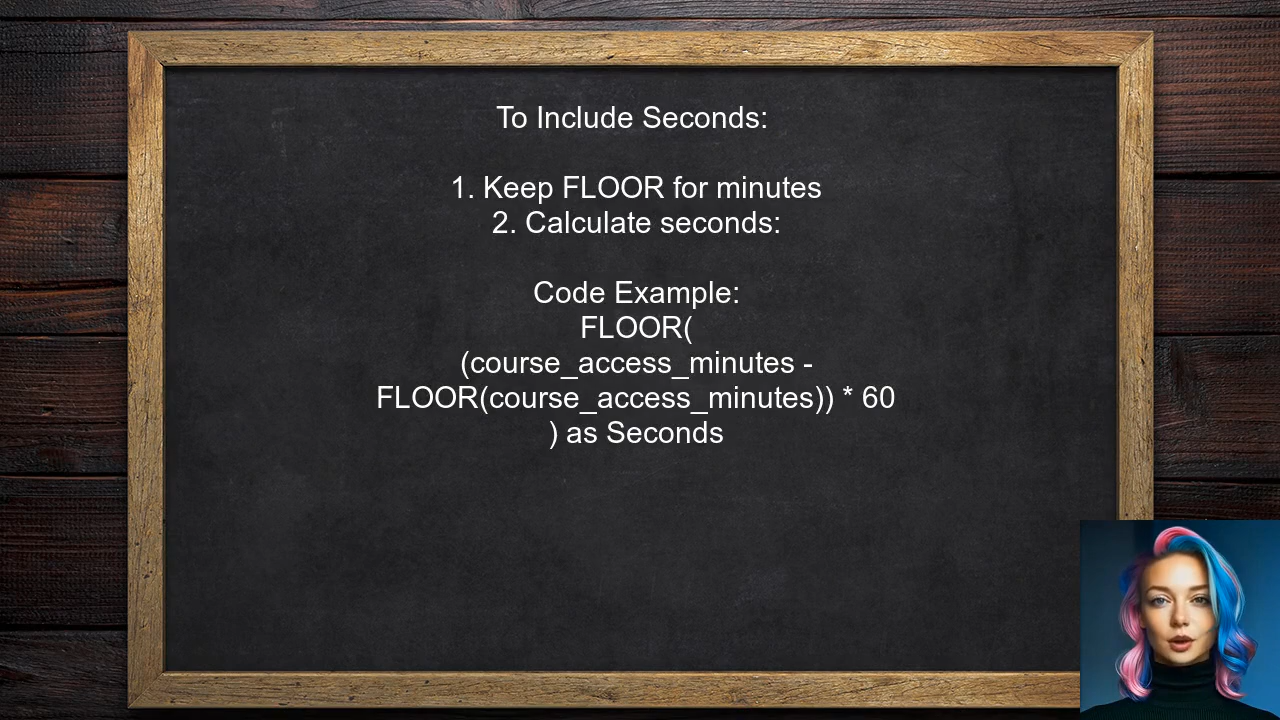 To Include Seconds:
1. Keep FLOOR for minutes
2. Calculate seconds:
Code Example:
FLOOR(
(course_access_minutes -
FLOOR(course_access_minutes)) * 60
) as Seconds